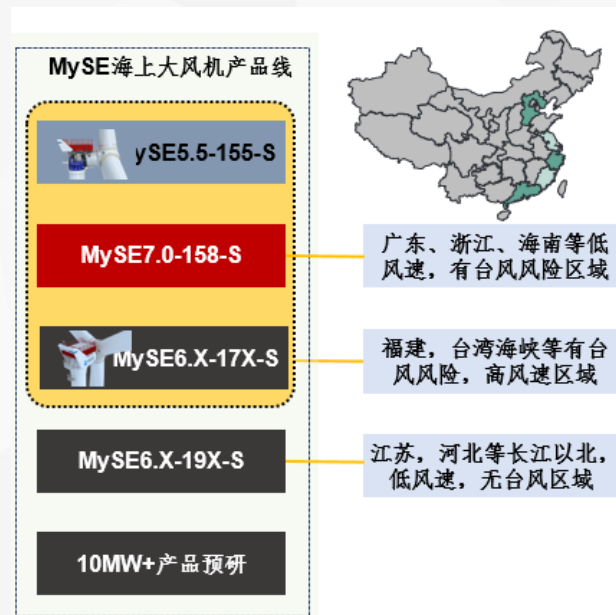 MySE海上大风机产品线
ySE5.5-155-S
MySE7.0-158-S
广东、浙江、海南等低
风速，有台风风险区域
MySE6.X-17X-S
福建，台湾海峡等有台
风风险，高风速区域
MySE6.X-19X-S
江苏，河北等长江以北，
低风速，无台风区域
10MW+产品预研